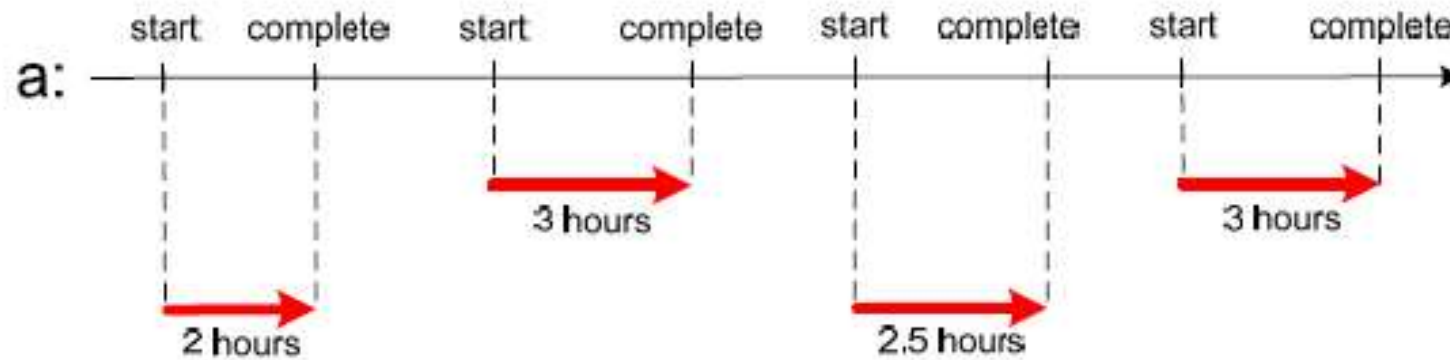 start complete start complete start complete start complete
a:
3 hours 3 hours
2 hours 2.5 hours